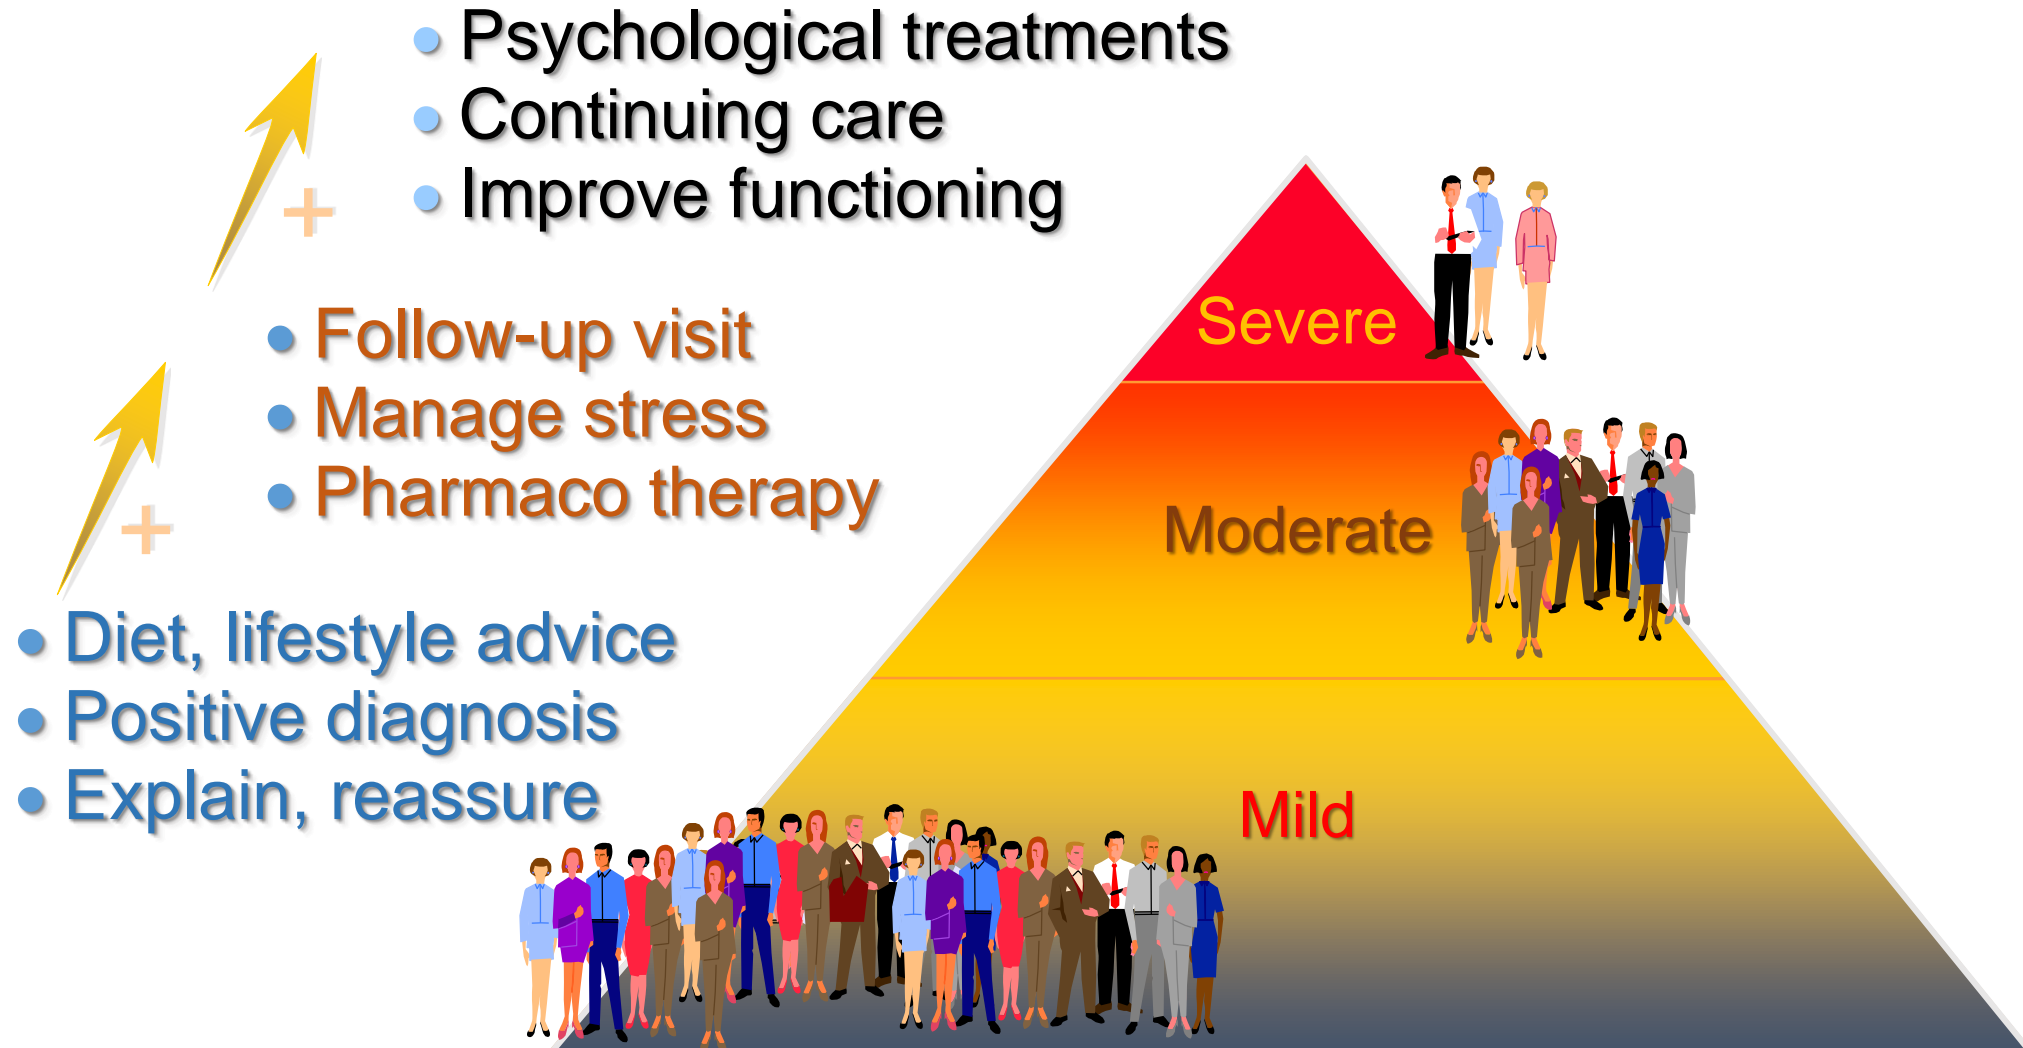 • Psychological treatments
• Continuing care
• Improve functioning
+
• Follow-up visit
• Manage stress
• Pharmaco therapy
+
• Diet, lifestyle advice
• Positive diagnosis
• Explain, reassure
Severe
Moderate
Mild